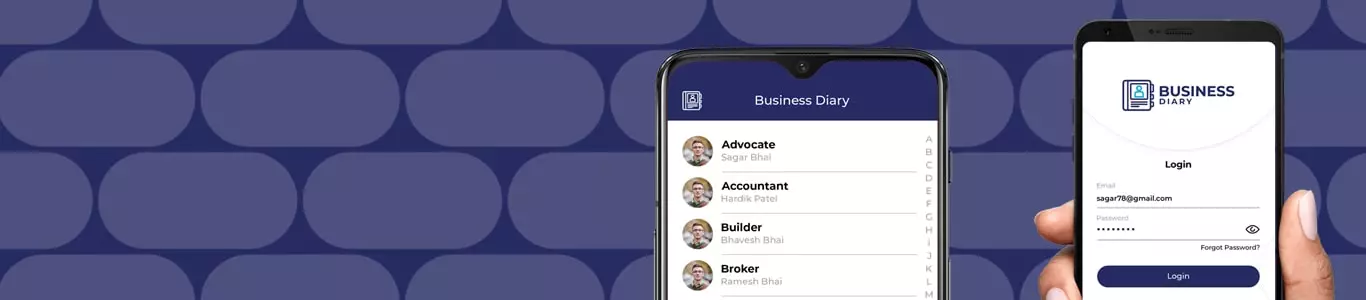 Business Diary
Advocate
Sagar Bhai
Accountant
Hardik Patel
Builder
Bhavesh Bhai
Broker
Ramesh Bhai
A
B
C
D
E
F
G
H
i
J
K
L
M
BUSINESS
DIARY
Login
Email
sagar78@gmail.com
Password
••••••••
Forgot Password?
Login